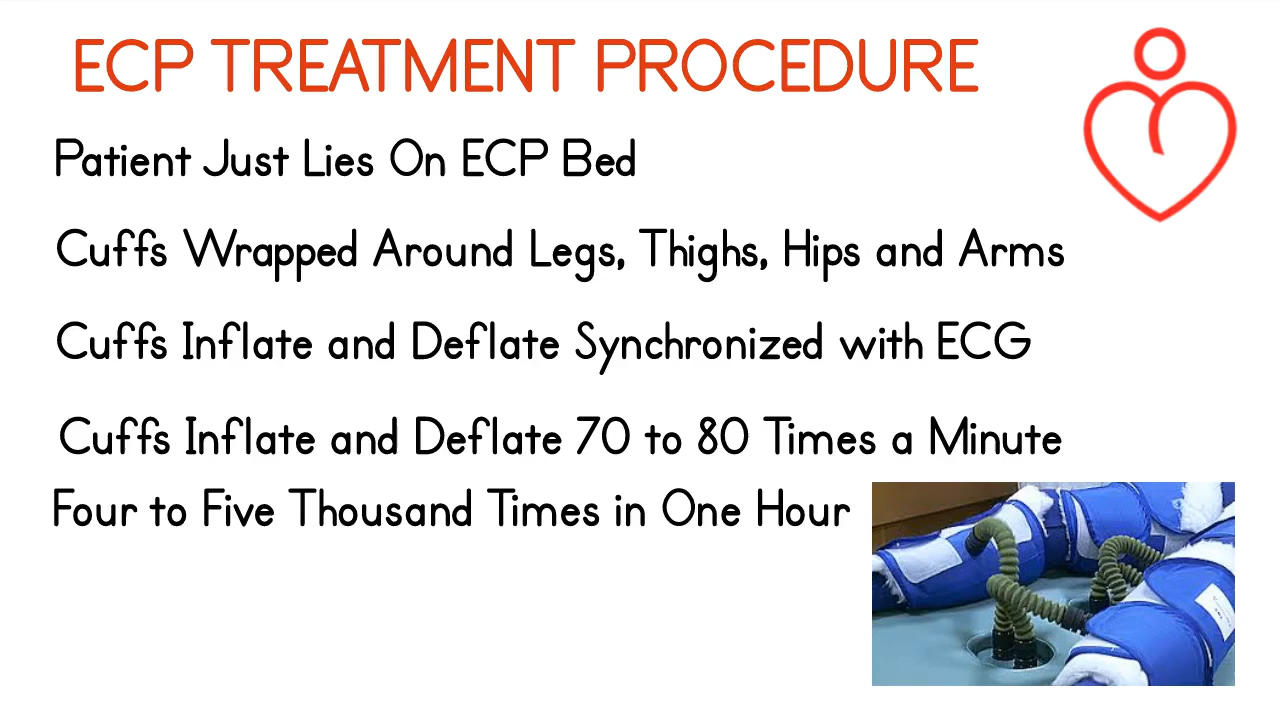 ECP TREATMENT PROCEDURE
Patient Just Lies On ECP Bed
Cuffs Wrapped Around Legs, Thighs, Hips and Arms
Cuffs Inflate and Deflate Synchronized with ECG
Cuffs Inflate and Deflate 70 to 80 Times a Minute
Four to Five Thousand Times in One Hour